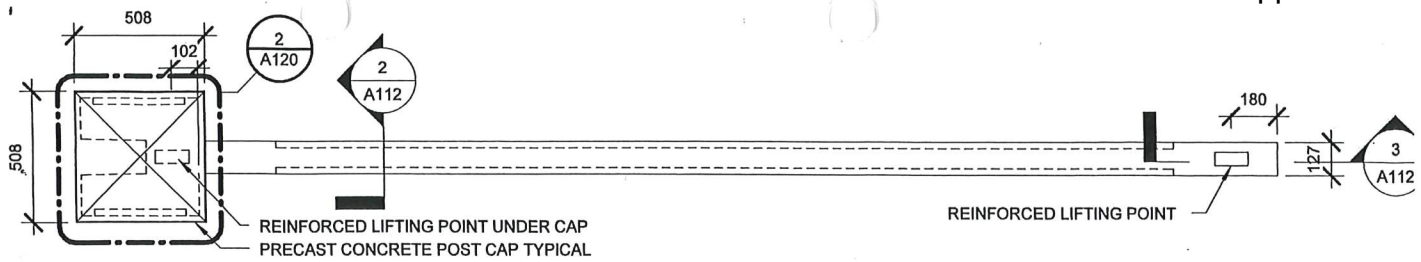 508
102
2
A120
2
A112
180
508
127
3
A112
REINFORCED LIFTING POINT UNDER CAP
REINFORCED LIFTING POINT
PRECAST CONCRETE POST CAP TYPICAL